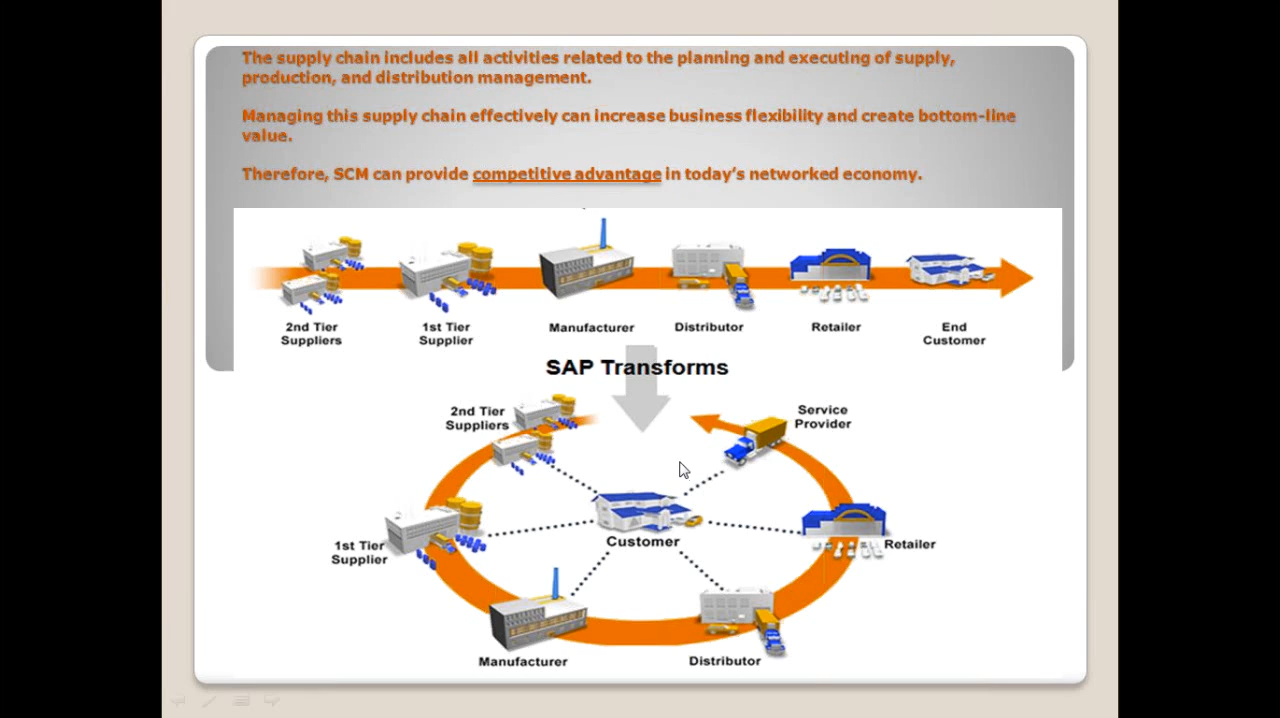 The supply chain includes all activities related to the planning and executing of supply,
production, and distribution management.
Managing this supply chain effectively can increase business flexibility and create bottom-line
value.
Therefore, SCM can provide competitive advantage in today's networked economy.
2nd Tier
Suppliers
1st Tier
Supplier
Manufacturer
Distributor
Retailer
End
Customer
SAP Transforms
2nd Tier
Suppliers
Service
Provider
1st Tier
Supplier
Customer
Retailer
Manufacturer
Distributor